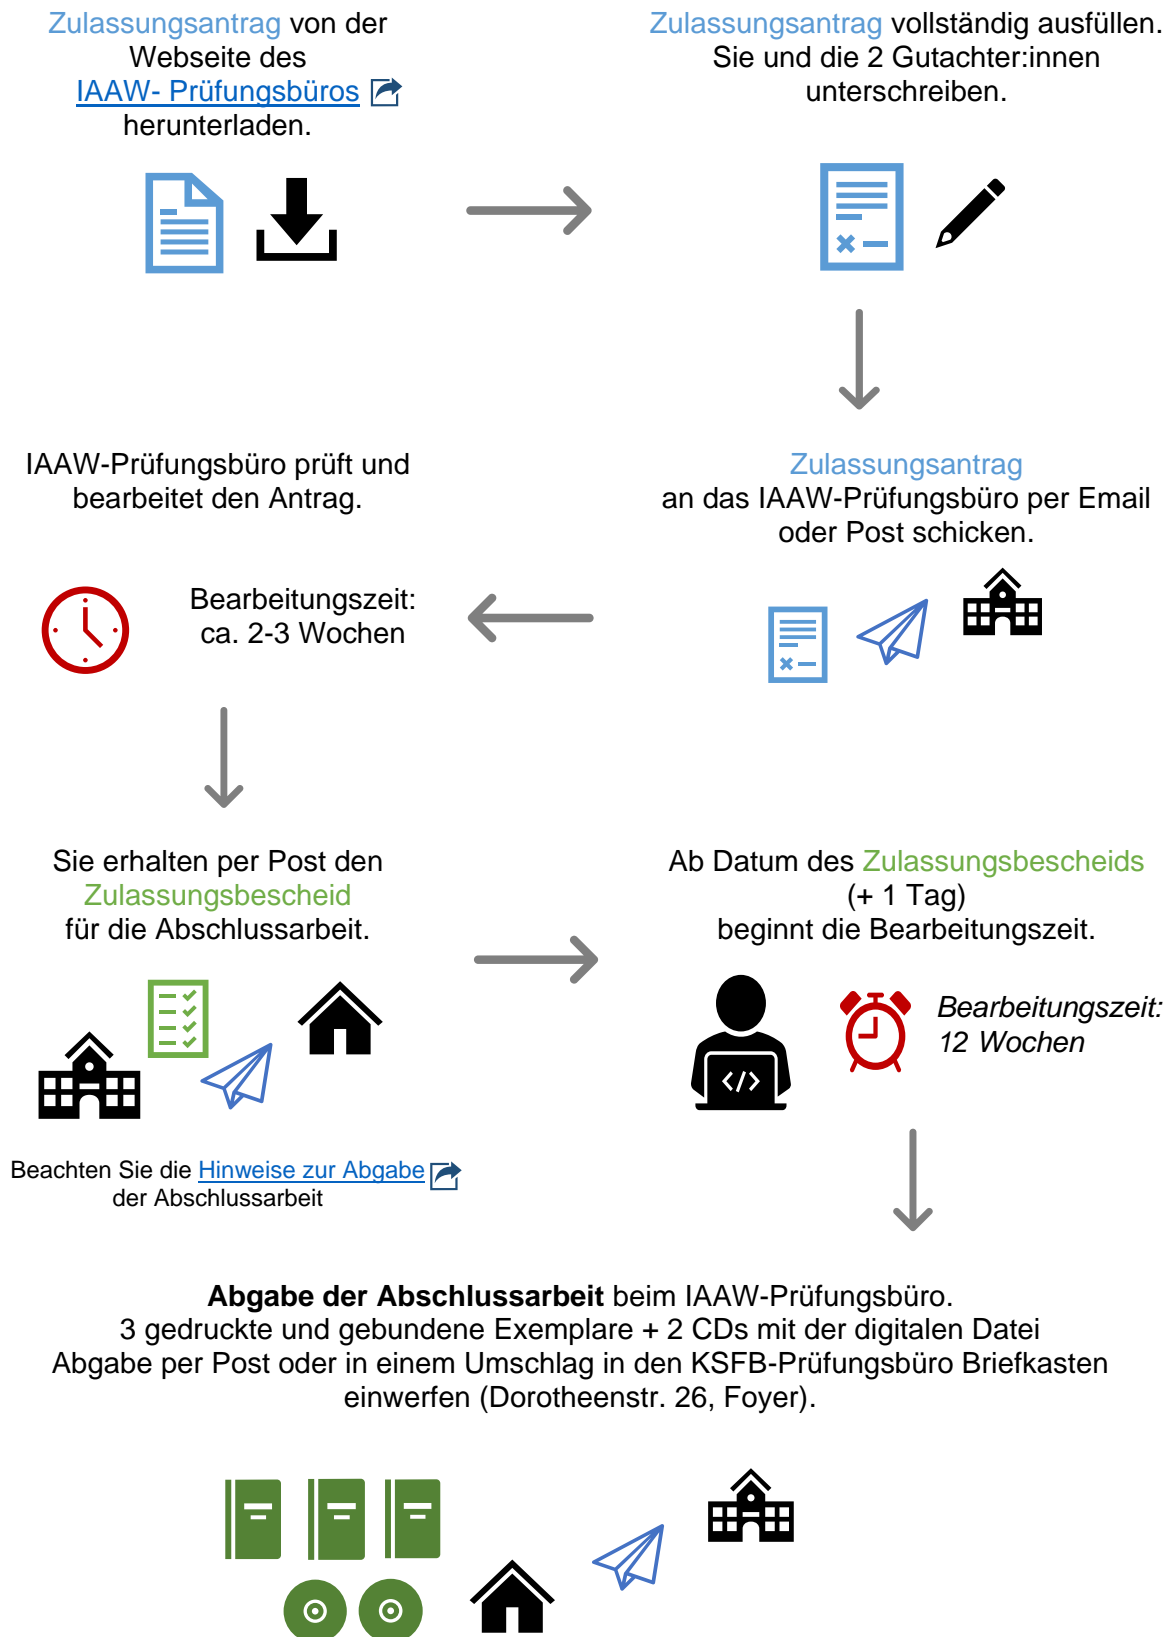 Zulassungsantrag von der
Webseite des
IAAW- Prüfungsbüros
herunterladen.
Zulassungsantrag vollständig ausfüllen.
Sie und die 2 Gutachter:innen
unterschreiben.
Zulassungsantrag
an das IAAW-Prüfungsbüro per Email
oder Post schicken.
IAAW-Prüfungsbüro prüft und
bearbeitet den Antrag.
Bearbeitungszeit:
ca. 2-3 Wochen
Sie erhalten per Post den
Zulassungsbescheid
für die Abschlussarbeit.
Beachten Sie die Hinweise zur Abgabe
der Abschlussarbeit
Ab Datum des Zulassungsbescheids
(+ 1 Tag)
beginnt die Bearbeitungszeit.
</>
Bearbeitungszeit:
12 Wochen
Abgabe der Abschlussarbeit beim IAAW-Prüfungsbüro.
3 gedruckte und gebundene Exemplare + 2 CDs mit der digitalen Datei
Abgabe per Post oder in einem Umschlag in den KSFB-Prüfungsbüro Briefkasten
einwerfen (Dorotheenstr. 26, Foyer).